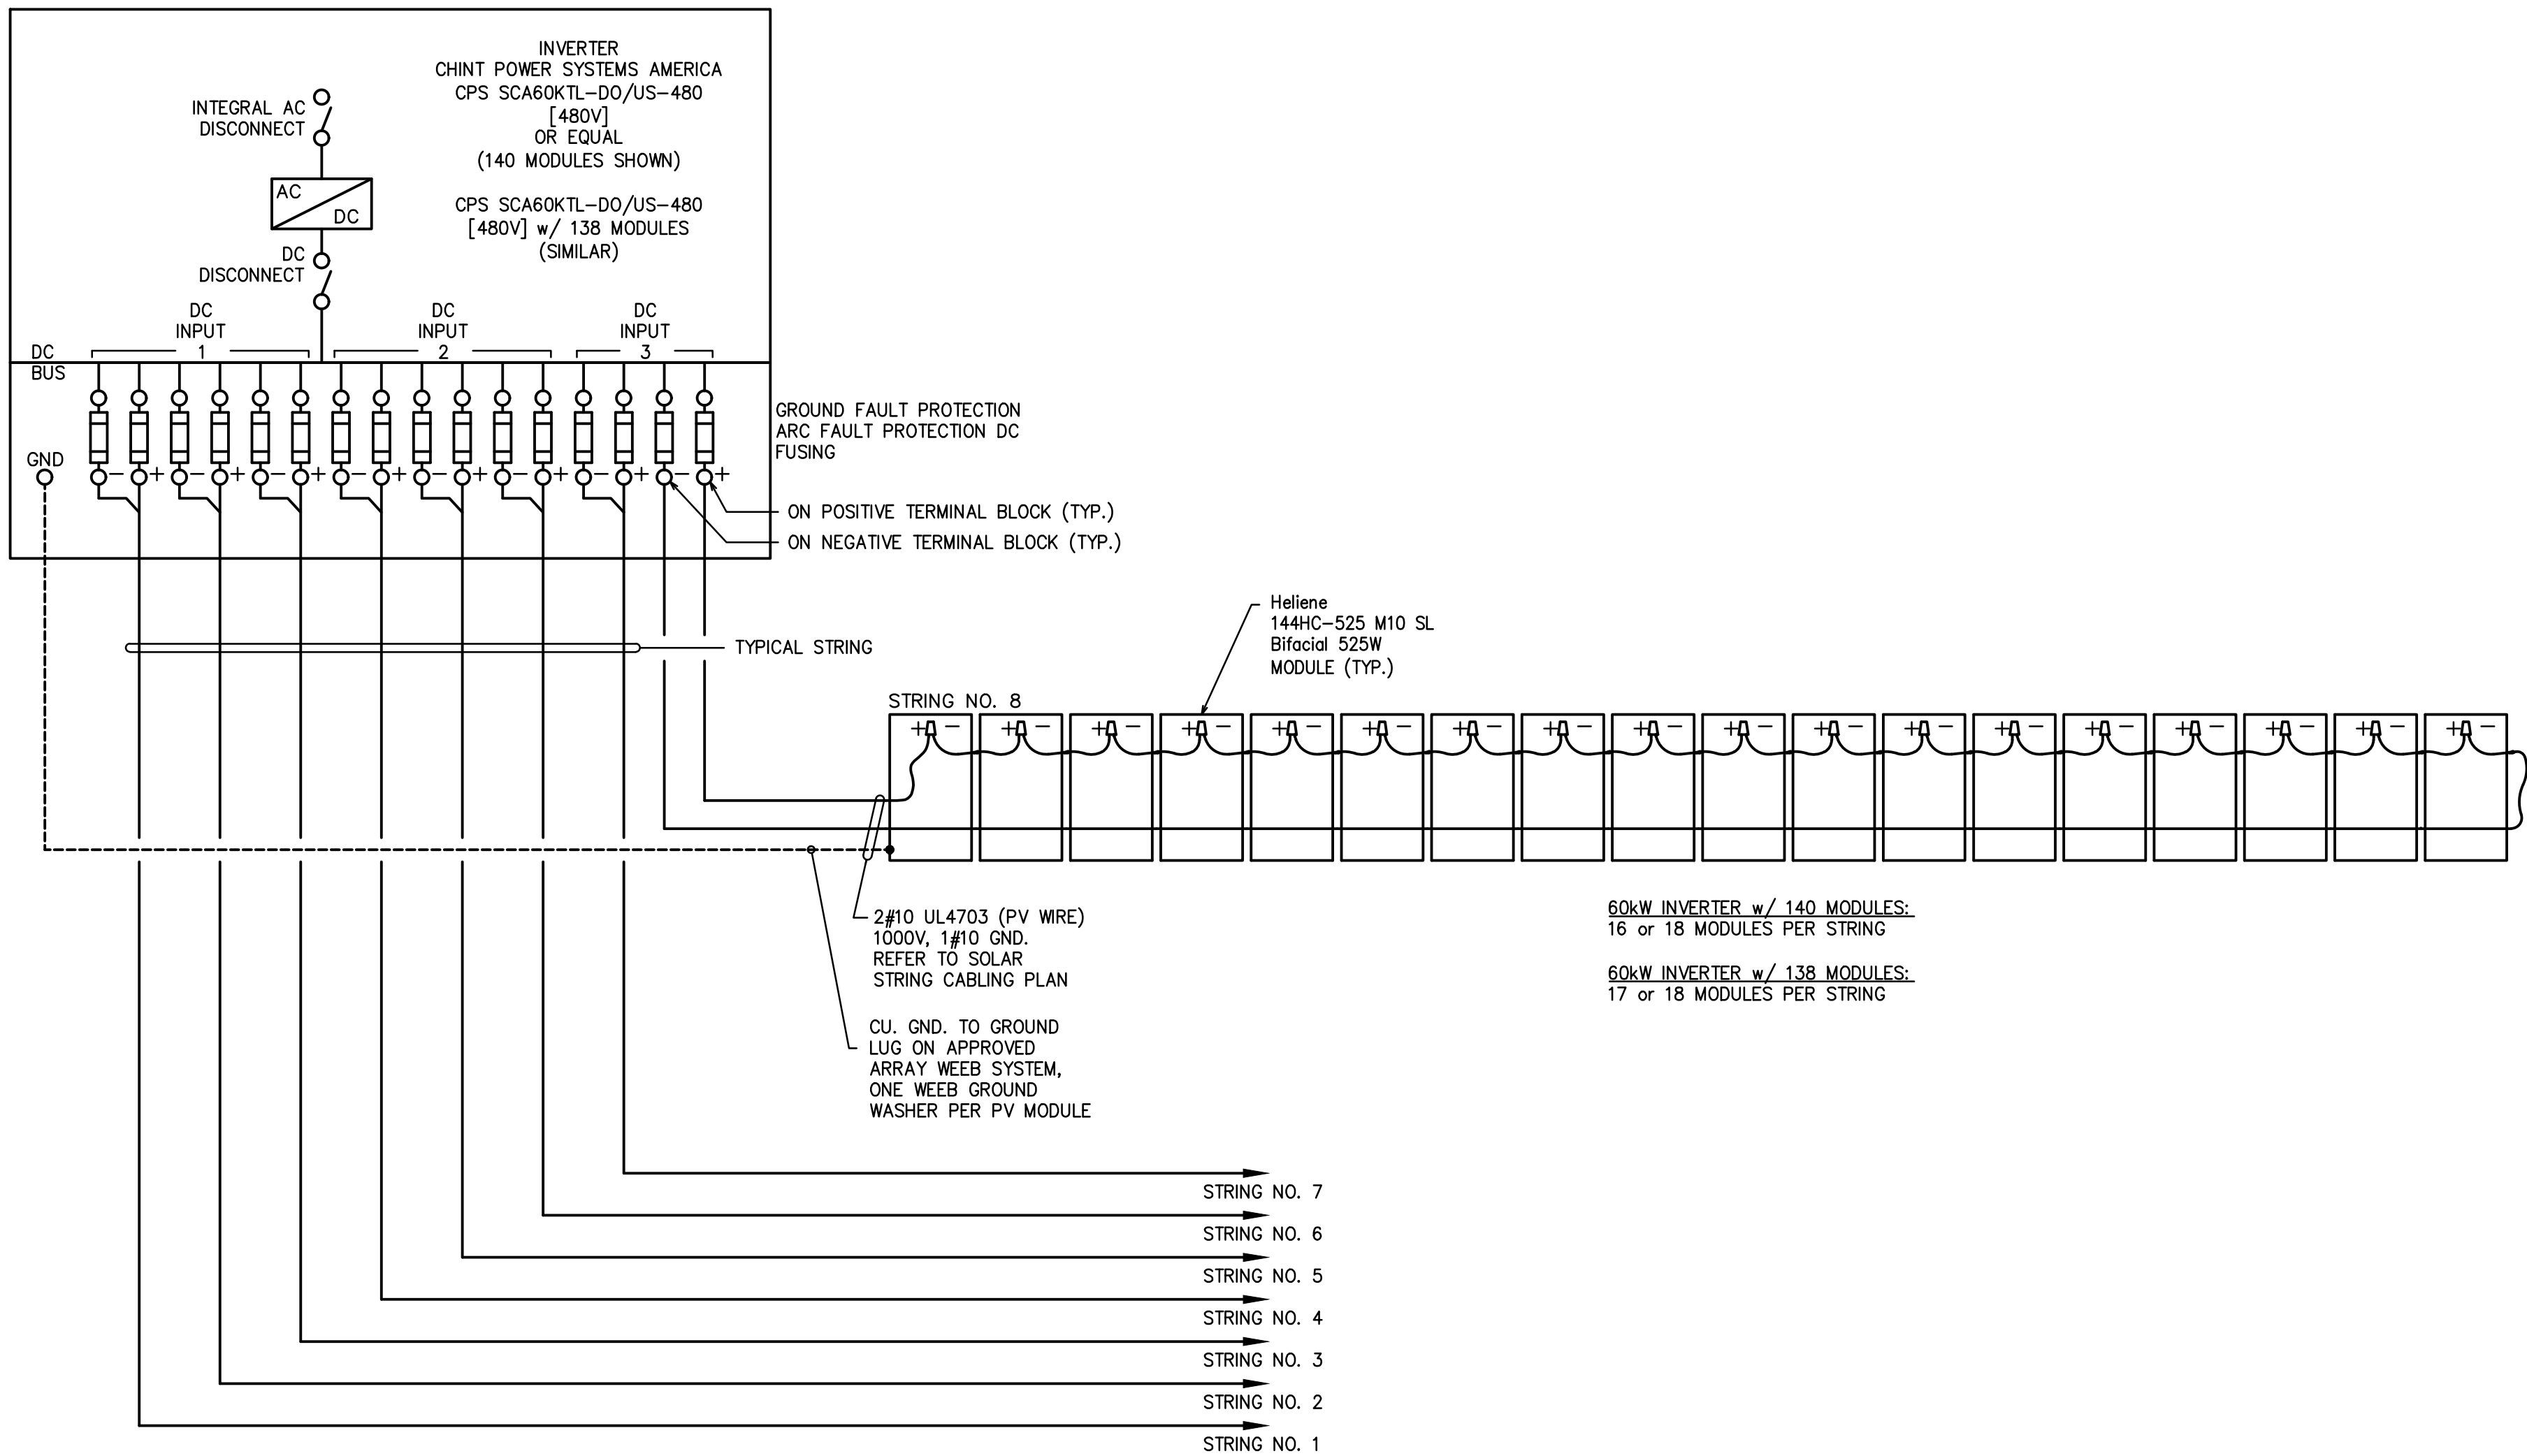 INVERTER
CHINT POWER SYSTEMS AMERICA
CPS SCA60KTL-DO/US-480
[480V]
OR EQUAL
(140 MODULES SHOWN)
CPS SCA60KTL-DO/US-480
[480V] w/ 138 MODULES
(SIMILAR)
INTEGRAL AC
DISCONNECT
AC
DC
DC
DISCONNECT
DC
INPUT
1
DC
INPUT
2
DC
INPUT
3
DC
BUS
GND
- + - + - + - + - + - + - + - +
GROUND FAULT PROTECTION
ARC FAULT PROTECTION DC
FUSING
ON POSITIVE TERMINAL BLOCK (TYP.)
ON NEGATIVE TERMINAL BLOCK (TYP.)
TYPICAL STRING
Heliene
144HC-525 M10 SL
Bifacial 525W
MODULE (TYP.)
STRING NO. 8
+ - + - + - + - + - + - + - + - + - + - + - + - + - + - + - + - + - + -
2#10 UL4703 (PV WIRE)
1000V, 1#10 GND.
REFER TO SOLAR
STRING CABLING PLAN
CU. GND. TO GROUND
LUG ON APPROVED
ARRAY WEEB SYSTEM,
ONE WEEB GROUND
WASHER PER PV MODULE
60kW INVERTER w/ 140 MODULES:
16 or 18 MODULES PER STRING
60kW INVERTER w/ 138 MODULES:
17 or 18 MODULES PER STRING
STRING NO. 7
STRING NO. 6
STRING NO. 5
STRING NO. 4
STRING NO. 3
STRING NO. 2
STRING NO. 1